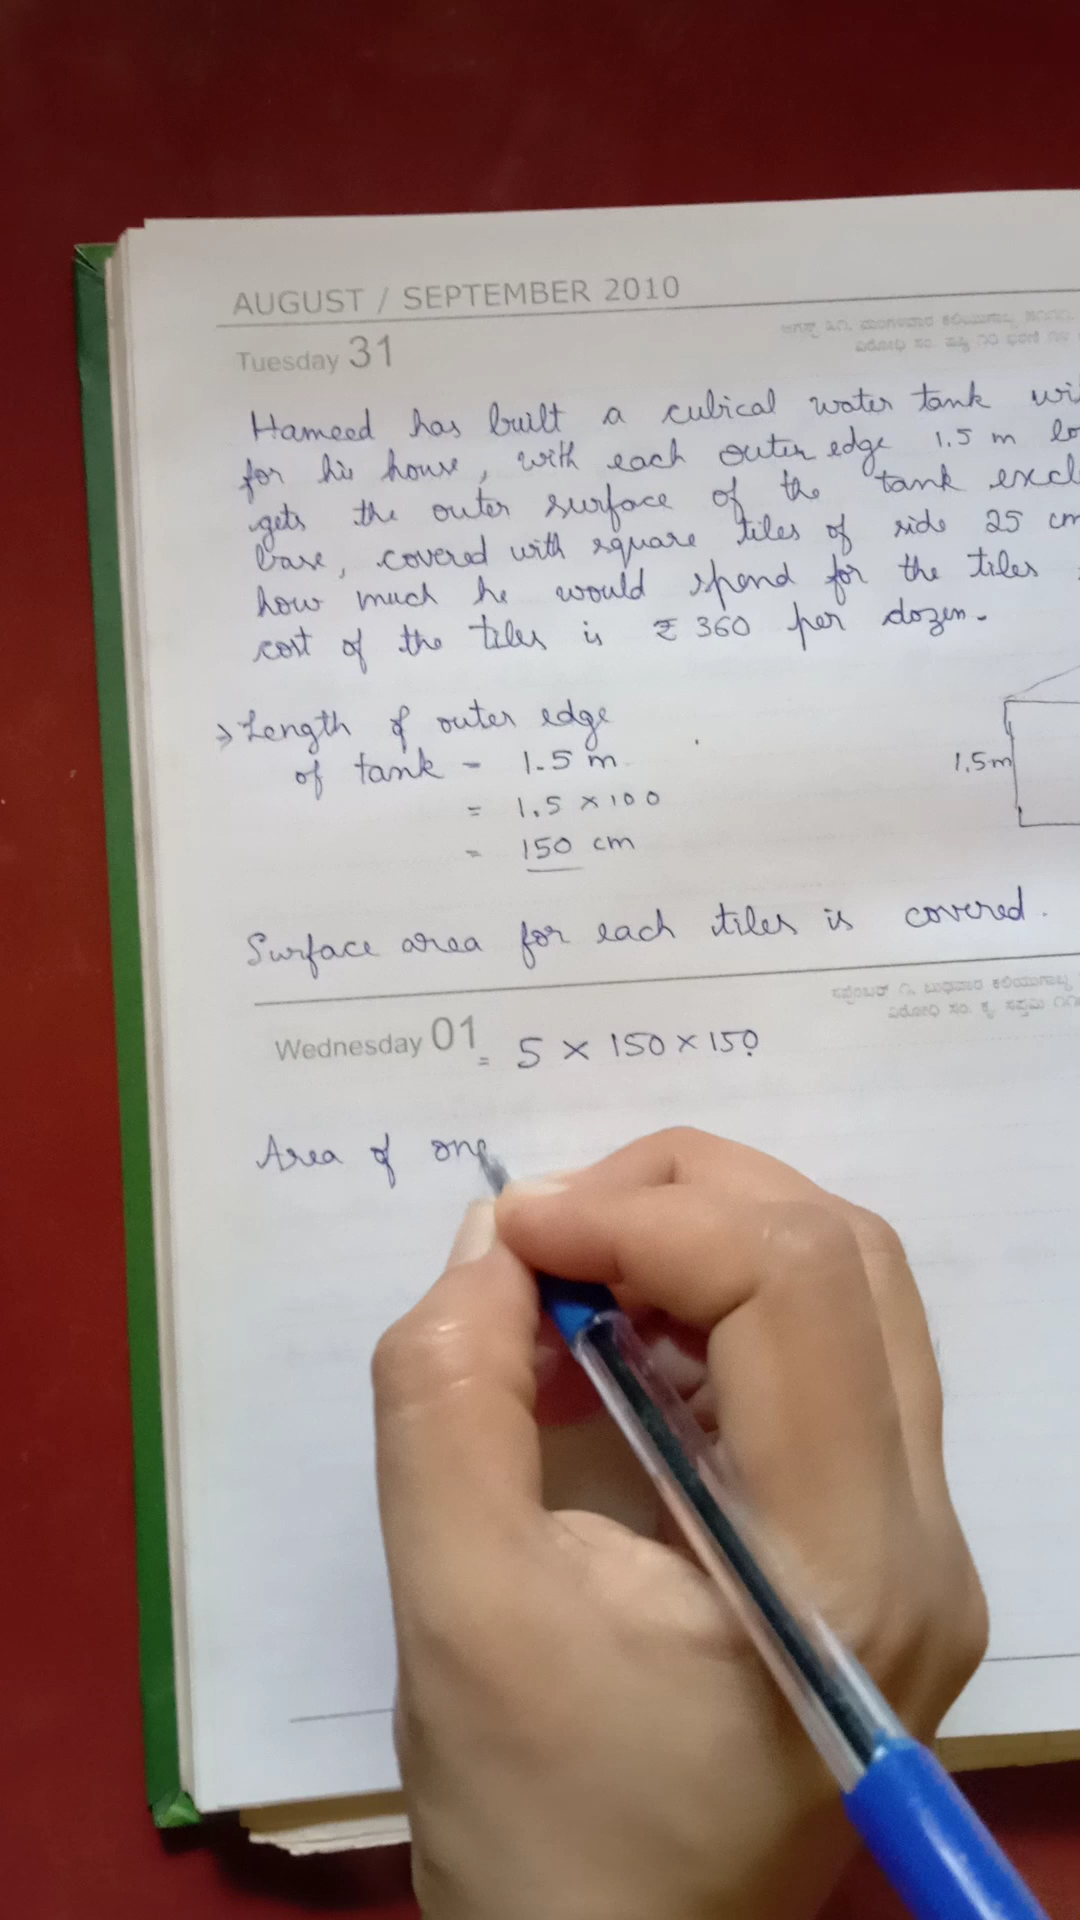 AUGUST / SEPTEMBER 2010
Tuesday 31
Hameed has built a cubical water tank wi
for his house, with each outer edge 1.5 m lo
gets the outer surface of the tank excl
base, covered with square tiles of side 25 cm
how much he would spend for the tiles
cost of the tiles is ₹ 360 per dozen.
→ Length of outer edge
of tank = 1.5 m
= 1.5 × 100
= 150 cm
1.5m
Surface area for each tiles is covered.
Wednesday 01
= 5 × 150 × 150
Area of one